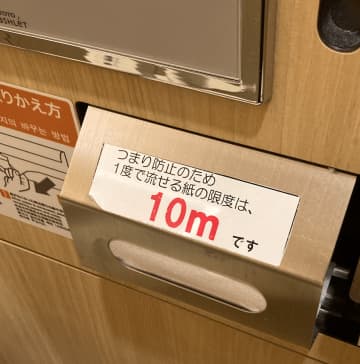 りかえ方
つまり防止のため
1度で流せる紙の限度は、
10m です